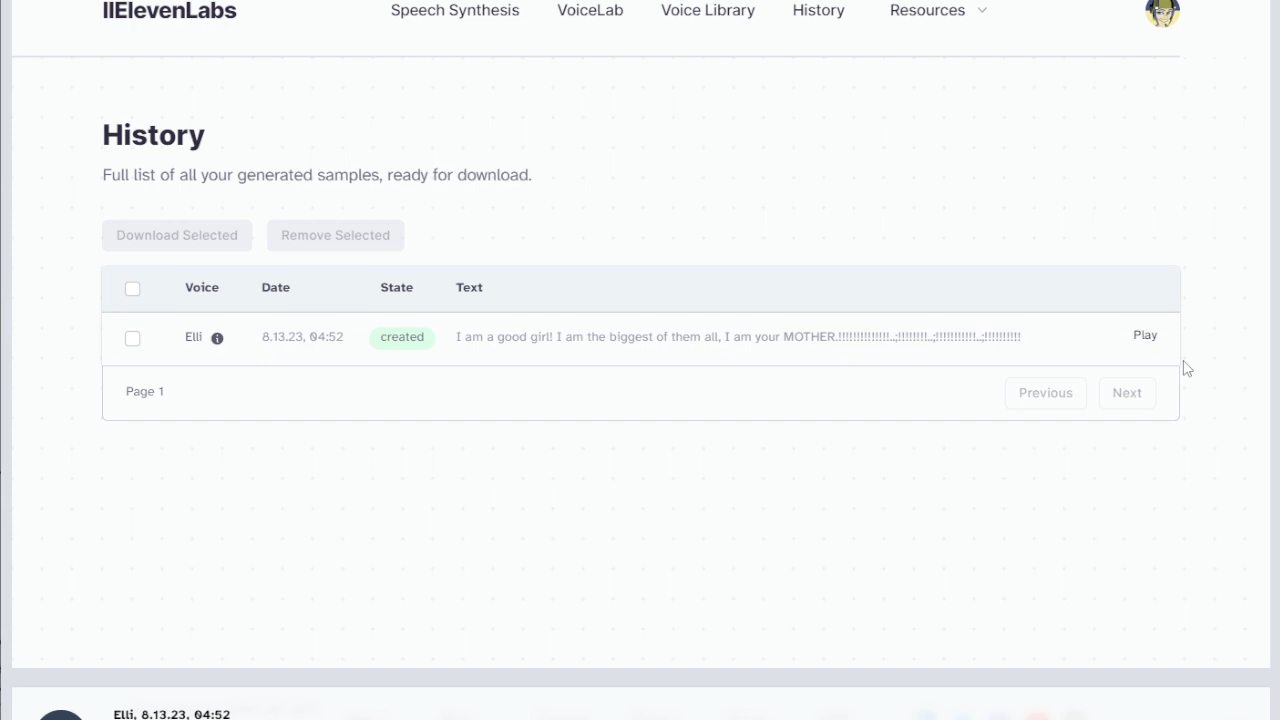 IIElevenLabs
Speech Synthesis VoiceLab Voice Library History Resources
History
Full list of all your generated samples, ready for download.
Download Selected Remove Selected
Voice Date State Text
Elli 8.13.23, 04:52 created I am a good girl! I am the biggest of them all, I am your MOTHER.!!!!!!!!!!!!!!!..;!!!!!!!!..;!!!!!!!!!!!..;!!!!!!!!!! Play
Page 1 Previous Next
Elli, 8.13.23, 04:52